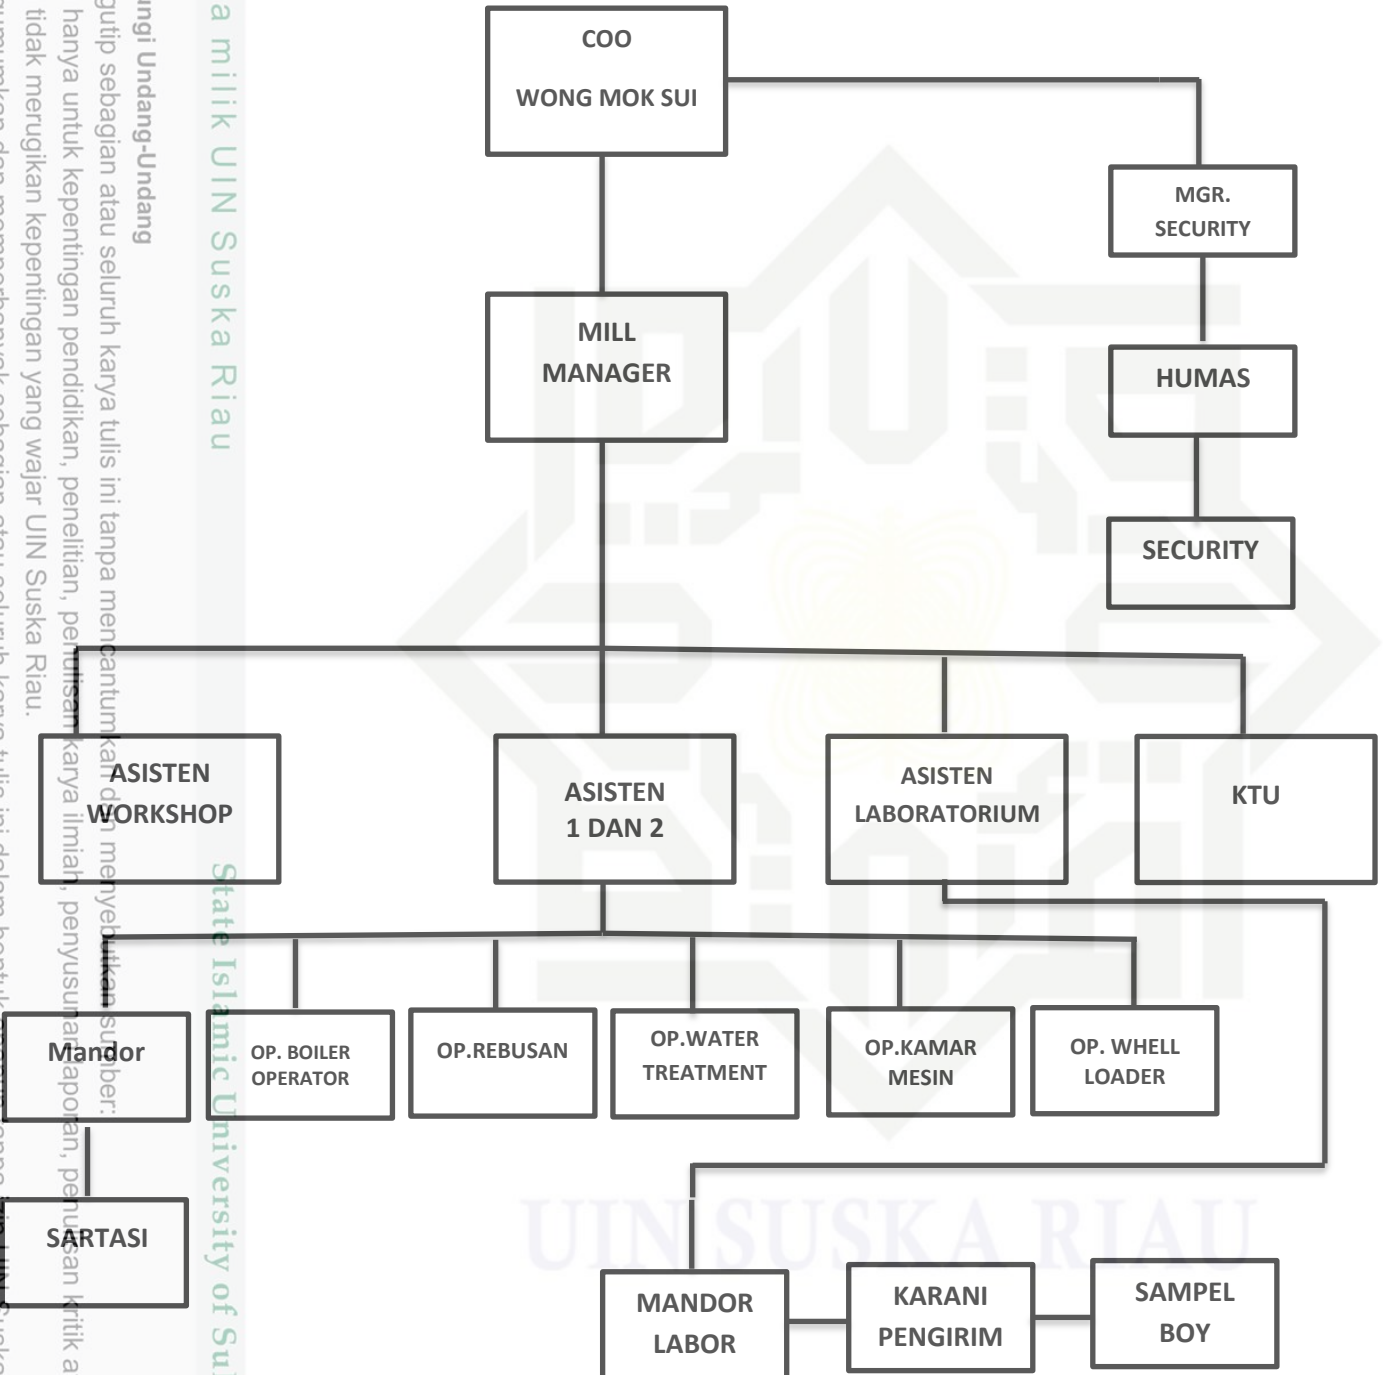 COO
WONG MOK SUI
MGR.
SECURITY
MILL
MANAGER
HUMAS
SECURITY
ASISTEN
WORKSHOP
ASISTEN
1 DAN 2
ASISTEN
LABORATORIUM
KTU
Mandor
OP. BOILER
OPERATOR
OP.REBUSAN
OP.WATER
TREATMENT
OP.KAMAR
MESIN
OP. WHELL
LOADER
SARTASI
MANDOR
LABOR
KARANI
PENGIRIM
SAMPEL
BOY
UIN SUSKA RIAU
a milik UIN Suska Riau
State Islamic University of Su
ngi Undang-Undang
gutip sebagian atau seluruh karya tulis ini tanpa mencantumkan dan menyebutkan sumber:
hanya untuk kepentingan pendidikan, penelitian, penulisan karya ilmiah, penyusunan laporan, penulisan kritik a
tidak merugikan kepentingan yang wajar UIN Suska Riau.